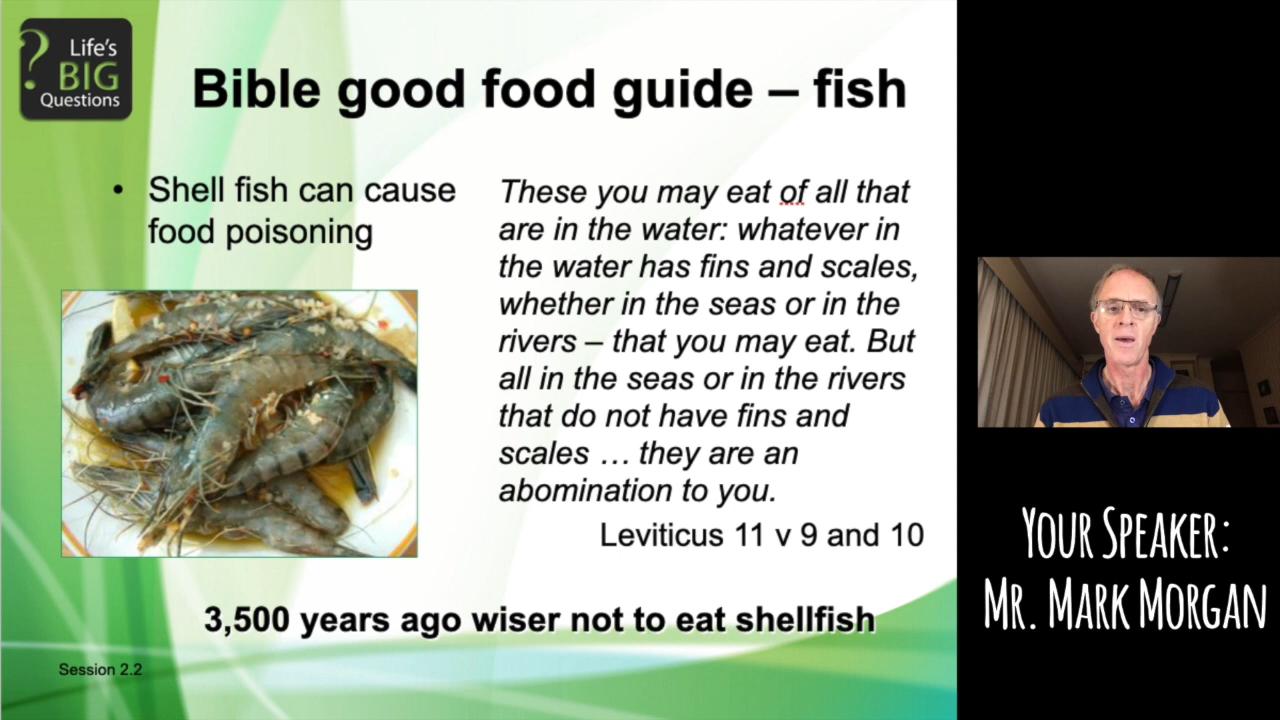 ?
Life's
BIG
Questions
Bible good food guide – fish
• Shell fish can cause
food poisoning
These you may eat of all that
are in the water: whatever in
the water has fins and scales,
whether in the seas or in the
rivers – that you may eat. But
all in the seas or in the rivers
that do not have fins and
scales … they are an
abomination to you.
Leviticus 11 v 9 and 10
3,500 years ago wiser not to eat shellfish
Session 2.2
YOUR SPEAKER:
MR. MARK MORGAN